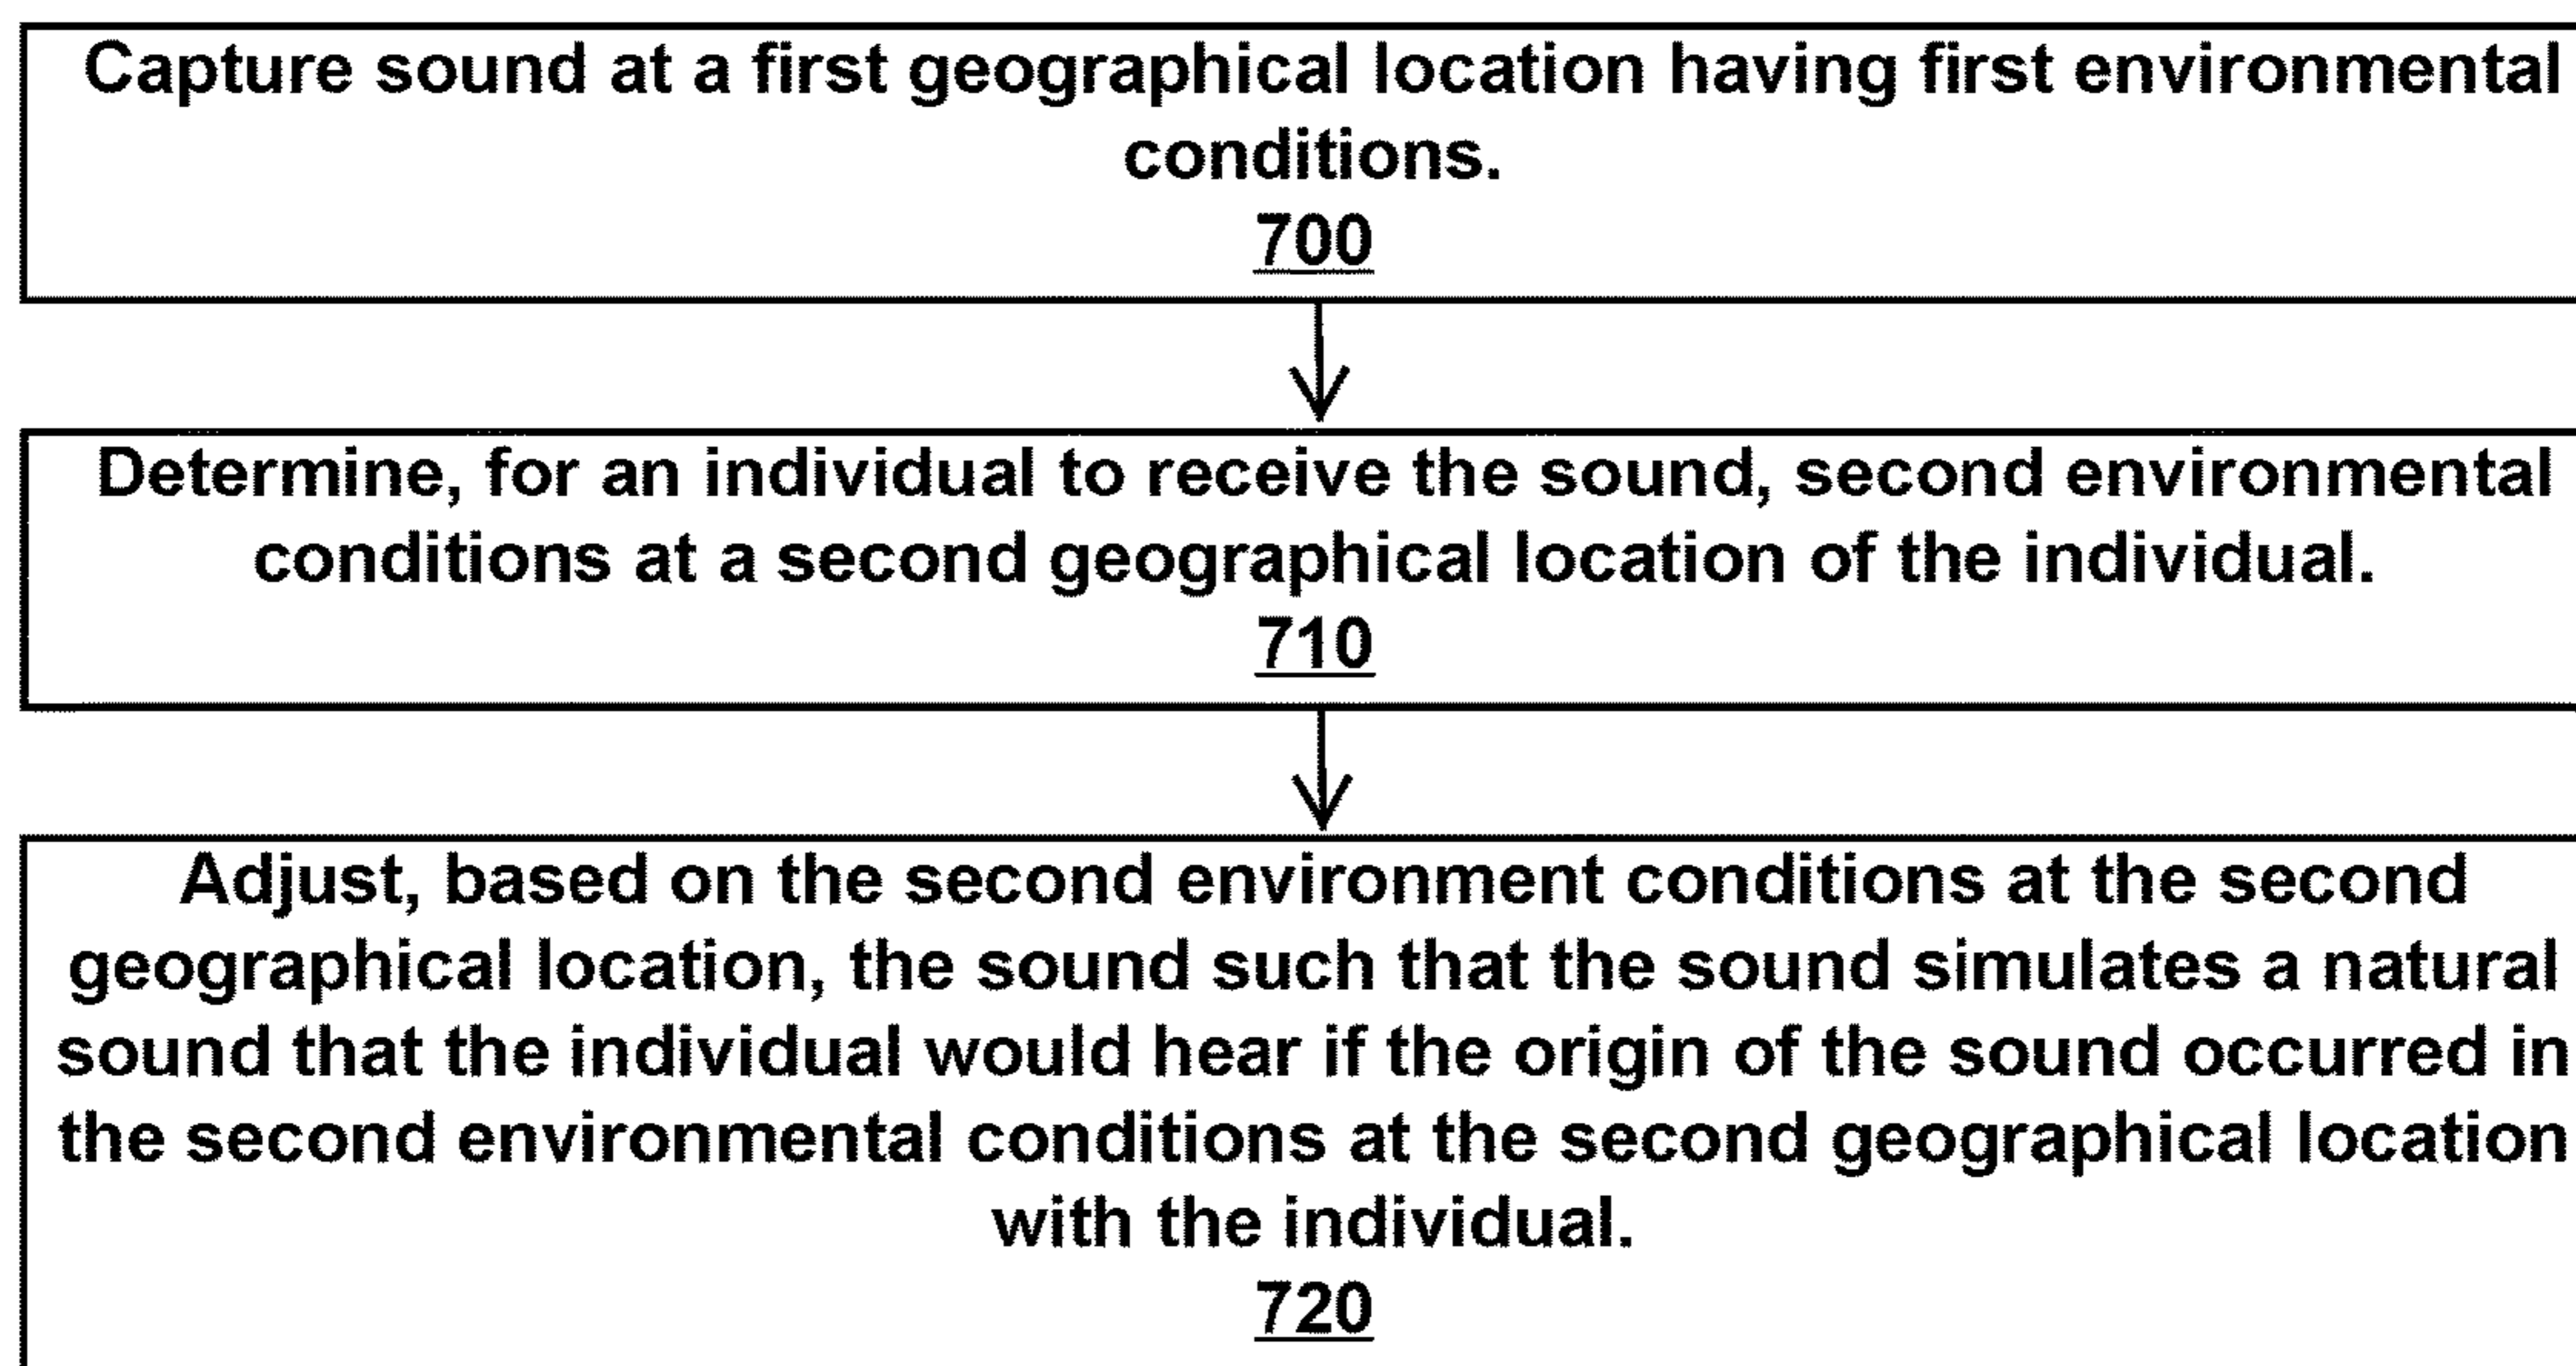 Capture sound at a first geographical location having first environmental
conditions.
700
Determine, for an individual to receive the sound, second environmental
conditions at a second geographical location of the individual.
710
Adjust, based on the second environment conditions at the second
geographical location, the sound such that the sound simulates a natural
sound that the individual would hear if the origin of the sound occurred in
the second environmental conditions at the second geographical location
with the individual.
720